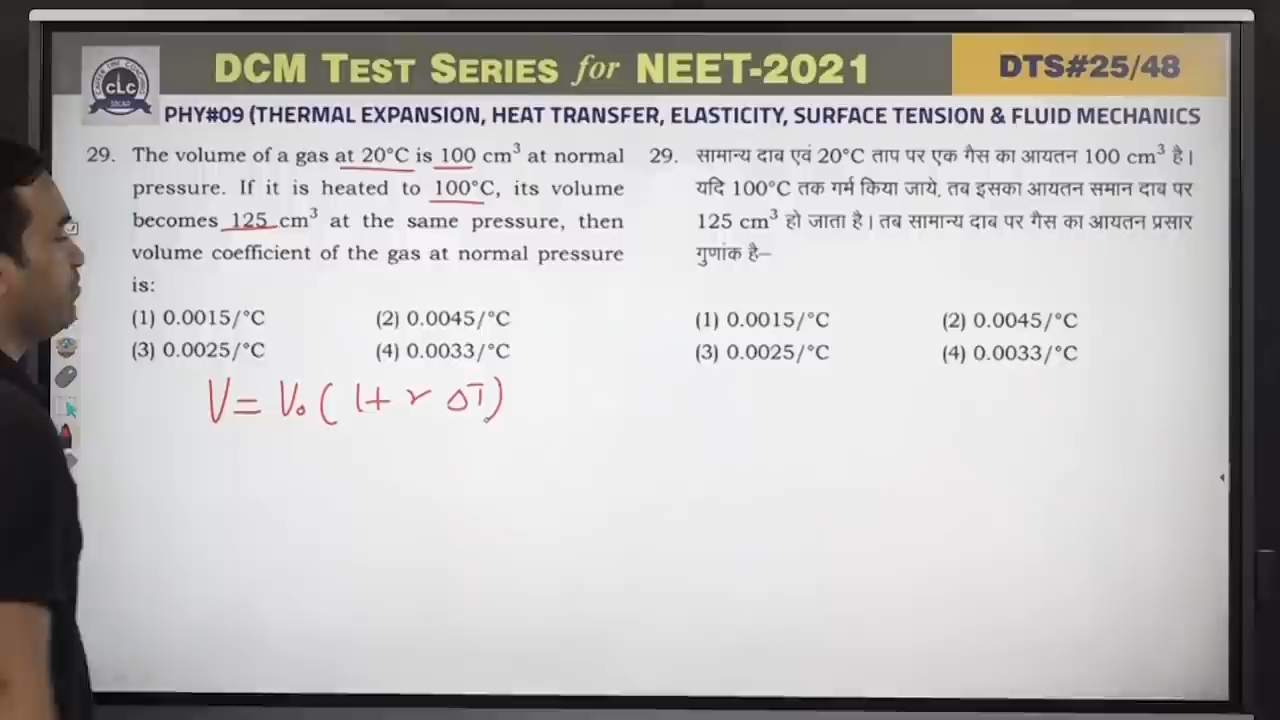 CLC
DCM TEST SERIES for NEET-2021
DTS#25/48
PHY#09 (THERMAL EXPANSION, HEAT TRANSFER, ELASTICITY, SURFACE TENSION & FLUID MECHANICS
29. The volume of a gas at 20°C is 100 cm³ at normal
pressure. If it is heated to 100°C, its volume
becomes 125 cm³ at the same pressure, then
volume coefficient of the gas at normal pressure
is:
(1) 0.0015/°C (2) 0.0045/°C
(3) 0.0025/°C (4) 0.0033/°C
V = V₀ ( 1 + γ ΔT)
29. सामान्य दाब एवं 20°C ताप पर एक गैस का आयतन 100 cm³ है।
यदि 100°C तक गर्म किया जाये, तब इसका आयतन समान दाब पर
125 cm³ हो जाता है। तब सामान्य दाब पर गैस का आयतन प्रसार
गुणांक है–
(1) 0.0015/°C (2) 0.0045/°C
(3) 0.0025/°C (4) 0.0033/°C